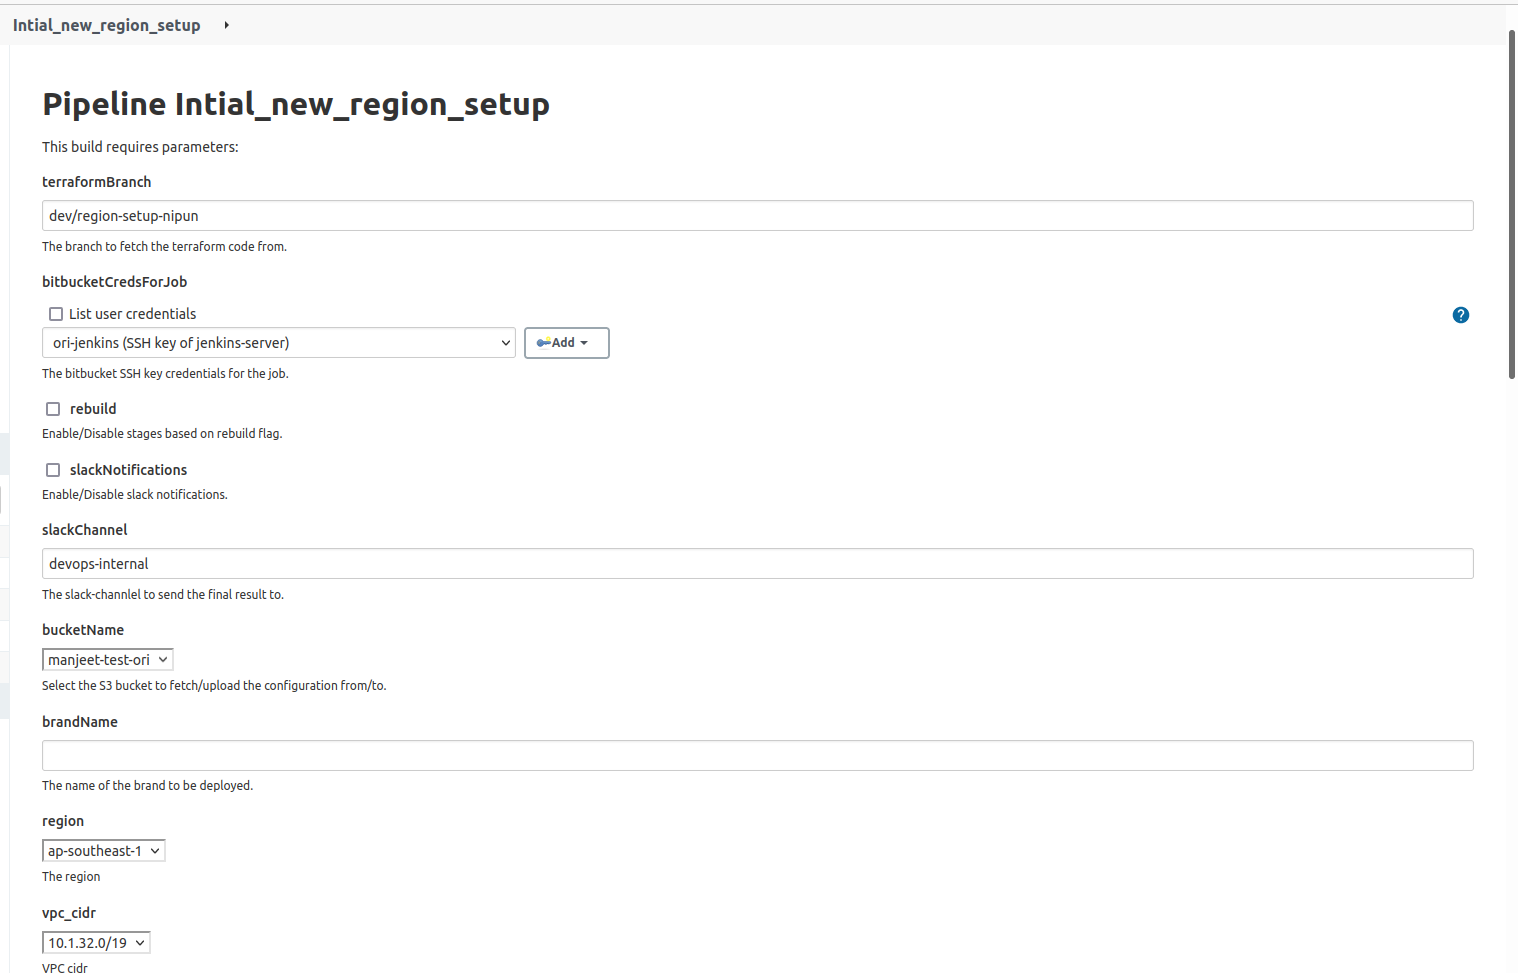 Intial_new_region_setup
Pipeline Intial_new_region_setup
This build requires parameters:
terraformBranch
dev/region-setup-nipun
The branch to fetch the terraform code from.
bitbucketCredsForJob
List user credentials
?
ori-jenkins (SSH key of jenkins-server)
Add
The bitbucket SSH key credentials for the job.
rebuild
Enable/Disable stages based on rebuild flag.
slackNotifications
Enable/Disable slack notifications.
slackChannel
devops-internal
The slack-channlel to send the final result to.
bucketName
manjeet-test-ori
Select the S3 bucket to fetch/upload the configuration from/to.
brandName
The name of the brand to be deployed.
region
ap-southeast-1
The region
vpc_cidr
10.1.32.0/19
VPC cidr